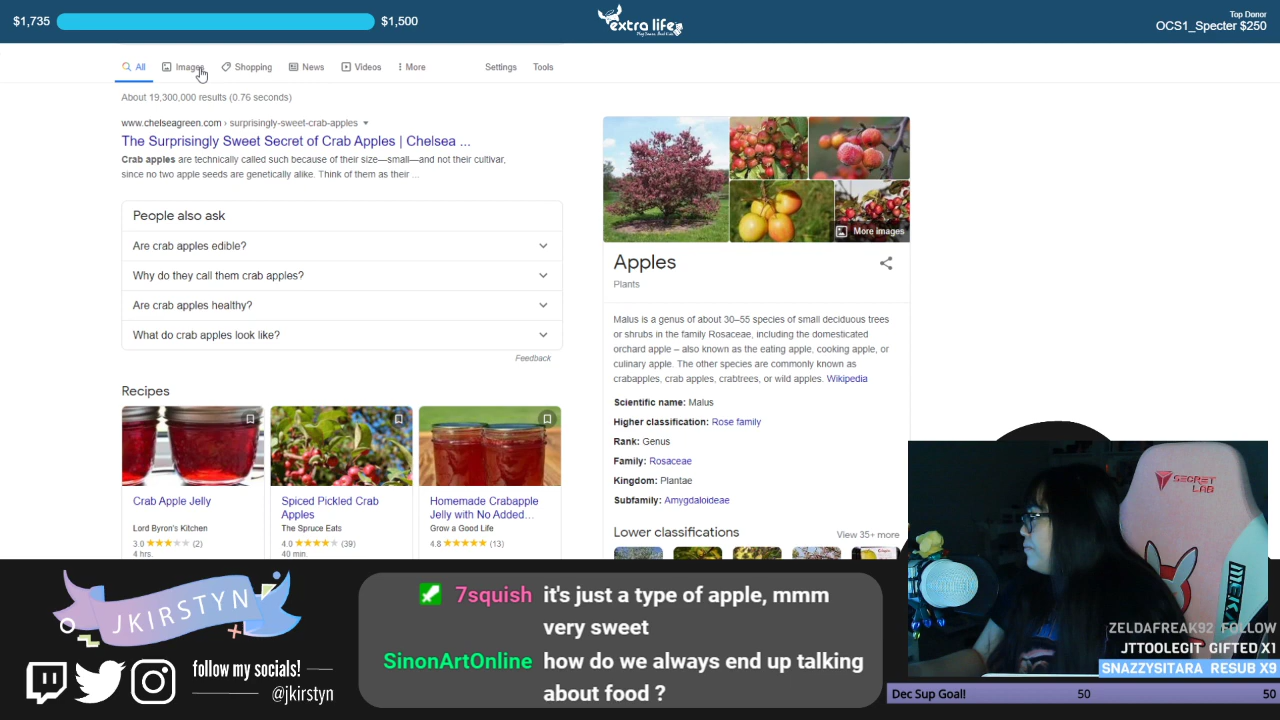 $1,735
$1,500
extra life
Play Games. Heal Kids.
Top Donor
OCS1_Specter $250
All
Images
Shopping
News
Videos
More
Settings
Tools
About 19,300,000 results (0.76 seconds)
www.chelseagreen.com › surprisingly-sweet-crab-apples
The Surprisingly Sweet Secret of Crab Apples | Chelsea ...
Crab apples are technically called such because of their size—small—and not their cultivar,
since no two apple seeds are genetically alike. Think of them as their ...
People also ask
Are crab apples edible?
Why do they call them crab apples?
Are crab apples healthy?
What do crab apples look like?
Feedback
Recipes
Crab Apple Jelly
Lord Byron's Kitchen
3.0 (2)
4 hrs.
Spiced Pickled Crab
Apples
The Spruce Eats
4.0 (39)
40 min.
Homemade Crabapple
Jelly with No Added...
Grow a Good Life
4.8 (13)
More images
Apples
Plants
Malus is a genus of about 30–55 species of small deciduous trees
or shrubs in the family Rosaceae, including the domesticated
orchard apple – also known as the eating apple, cooking apple, or
culinary apple. The other species are commonly known as
crabapples, crab apples, crabtrees, or wild apples. Wikipedia
Scientific name: Malus
Higher classification: Rose family
Rank: Genus
Family: Rosaceae
Kingdom: Plantae
Subfamily: Amygdaloideae
Lower classifications
View 35+ more
SECRET
LAB
JKIRSTYN
follow my socials!
@jkirstyn
7squish it's just a type of apple, mmm
very sweet
SinonArtOnline how do we always end up talking
about food ?
ZELDAFREAK92 FOLLOW
JTTOOLEGIT GIFTED X1
SNAZZYSITARA RESUB X9
Dec Sup Goal!
50
50